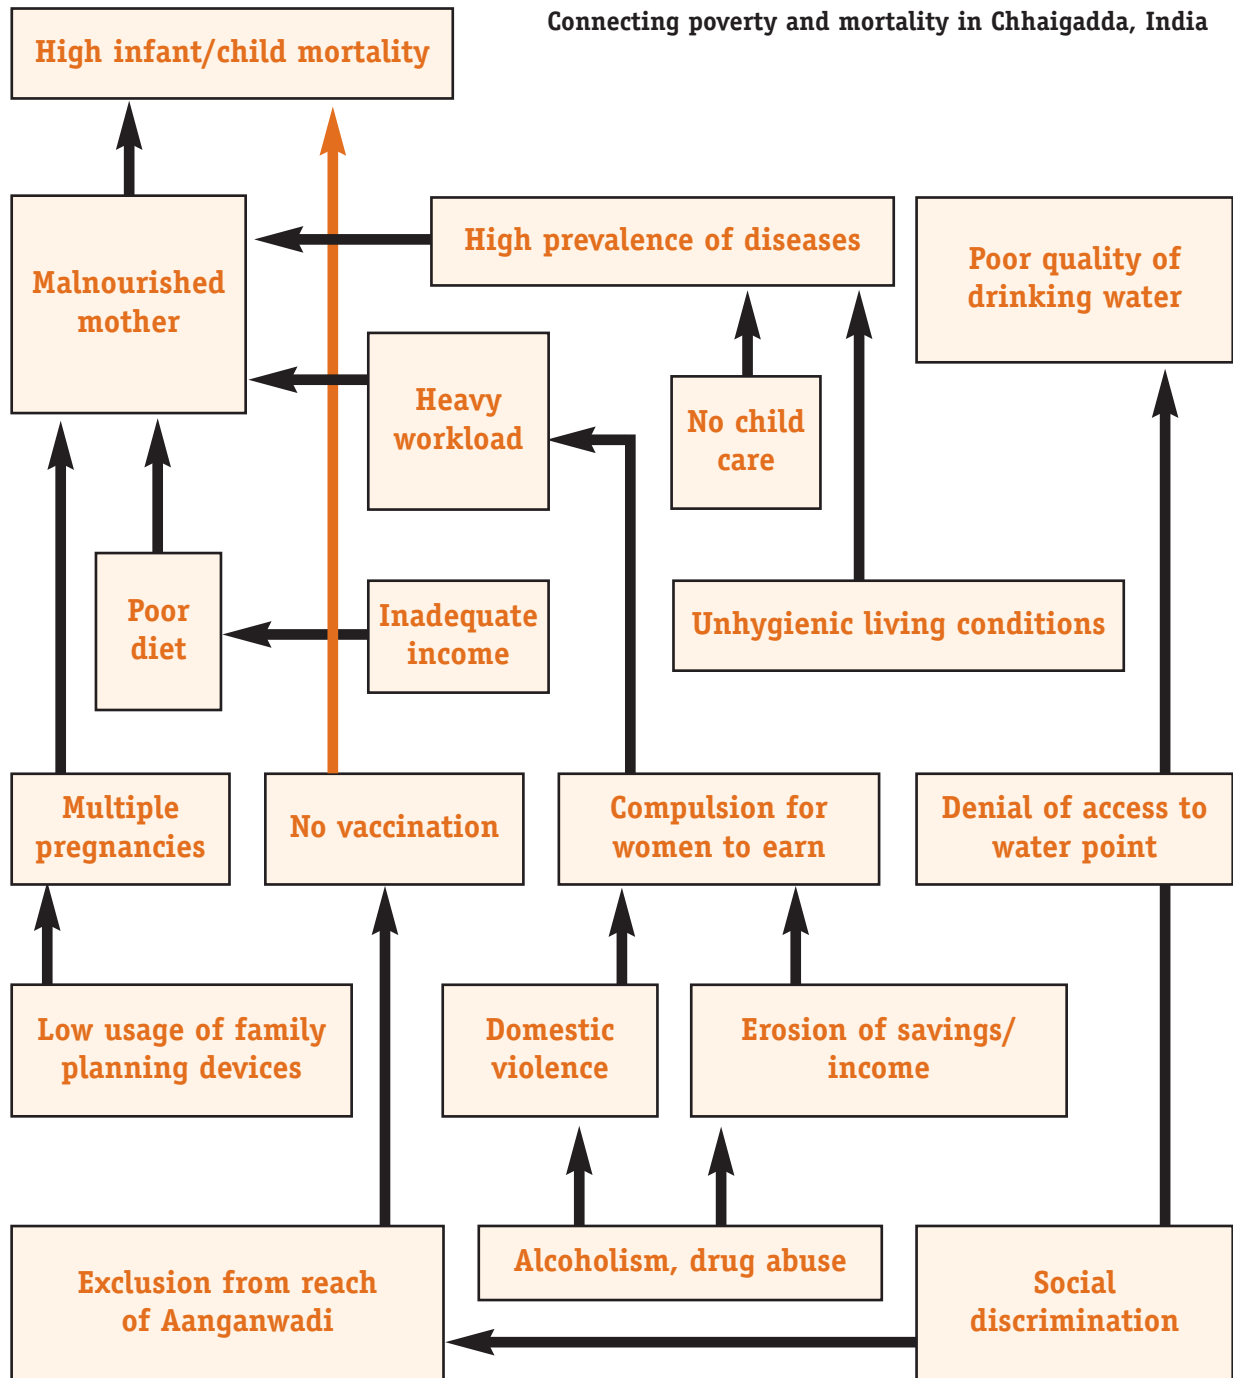 Connecting poverty and mortality in Chhaigadda, India
High infant/child mortality
High prevalence of diseases
Poor quality of
drinking water
Malnourished
mother
Heavy
workload
No child
care
Poor
diet
Inadequate
income
Unhygienic living conditions
Multiple
pregnancies
No vaccination
Compulsion for
women to earn
Denial of access to
water point
Low usage of family
planning devices
Domestic
violence
Erosion of savings/
income
Exclusion from reach
of Aanganwadi
Alcoholism, drug abuse
Social
discrimination